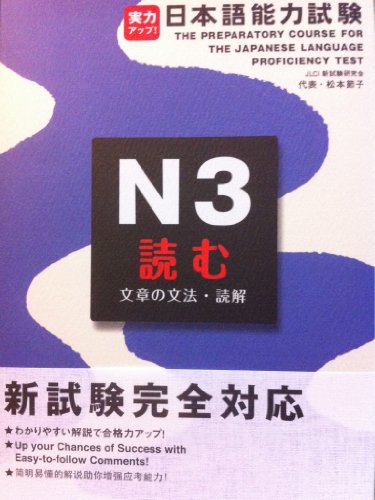 実力
アップ!
日本語能力試験
THE PREPARATORY COURSE FOR
THE JAPANESE LANGUAGE
PROFICIENCY TEST
JLCI 新試験研究会
代表・松本節子
N3
読む
文章の文法・読解
新試験完全対応
★わかりやすい解説で合格力アップ!
★Up your Chances of Success with
Easy-to-follow Comments!
★简明易懂的解说助你增强应考能力!